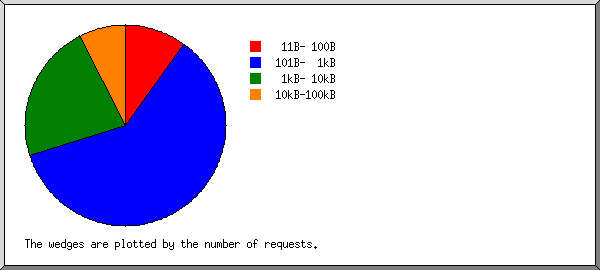 11B- 100B
101B- 1kB
1kB- 10kB
10kB-100kB
The wedges are plotted by the number of requests.